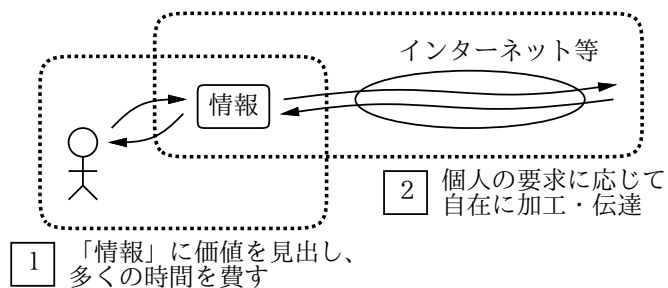 インターネット等
情報
2 個人の要求に応じて
自在に加工・伝達
1 「情報」に価値を見出し、
多くの時間を費す